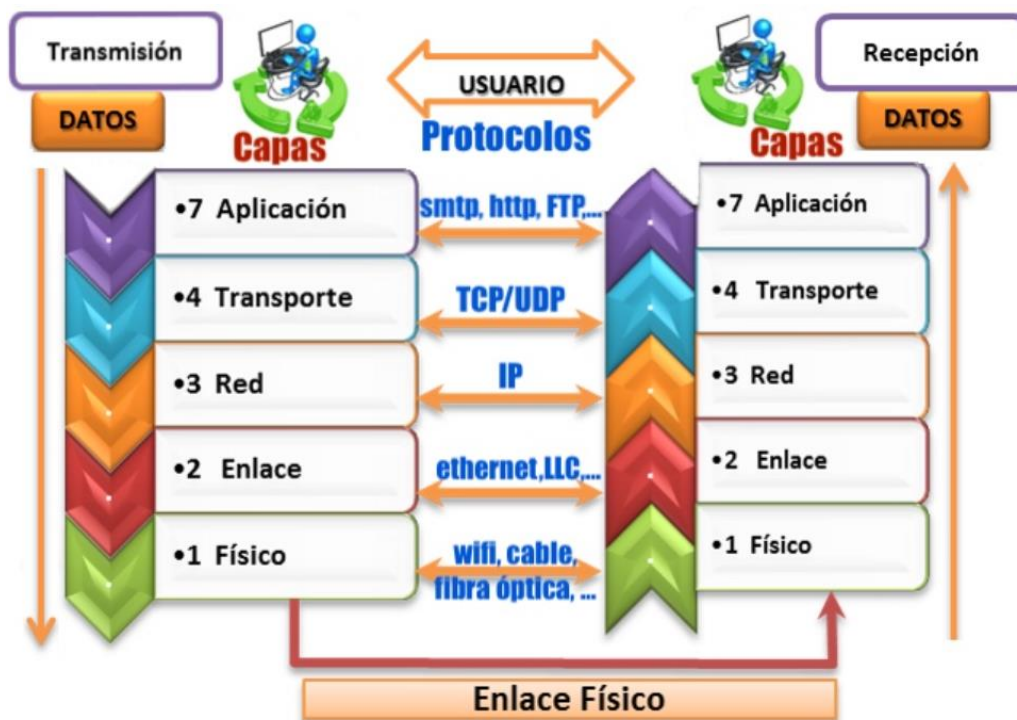 Transmisión
Recepción
USUARIO
DATOS
DATOS
Capas
Protocolos
Capas
•7 Aplicación
smtp, http, FTP,...
•7 Aplicación
•4 Transporte
TCP/UDP
•4 Transporte
•3 Red
IP
•3 Red
•2 Enlace
ethernet,LLC,...
•2 Enlace
•1 Físico
wifi, cable,
fibra óptica, ...
•1 Físico
Enlace Físico